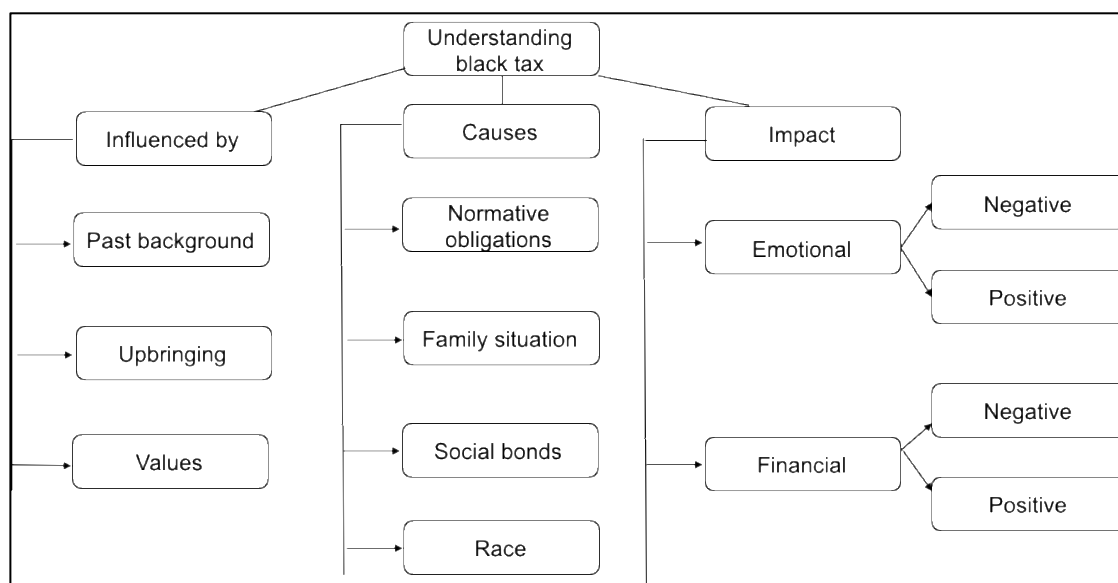 Understanding
black tax
Influenced by
Causes
Impact
Past background
Normative
obligations
Emotional
Negative
Positive
Upbringing
Family situation
Values
Social bonds
Financial
Negative
Positive
Race